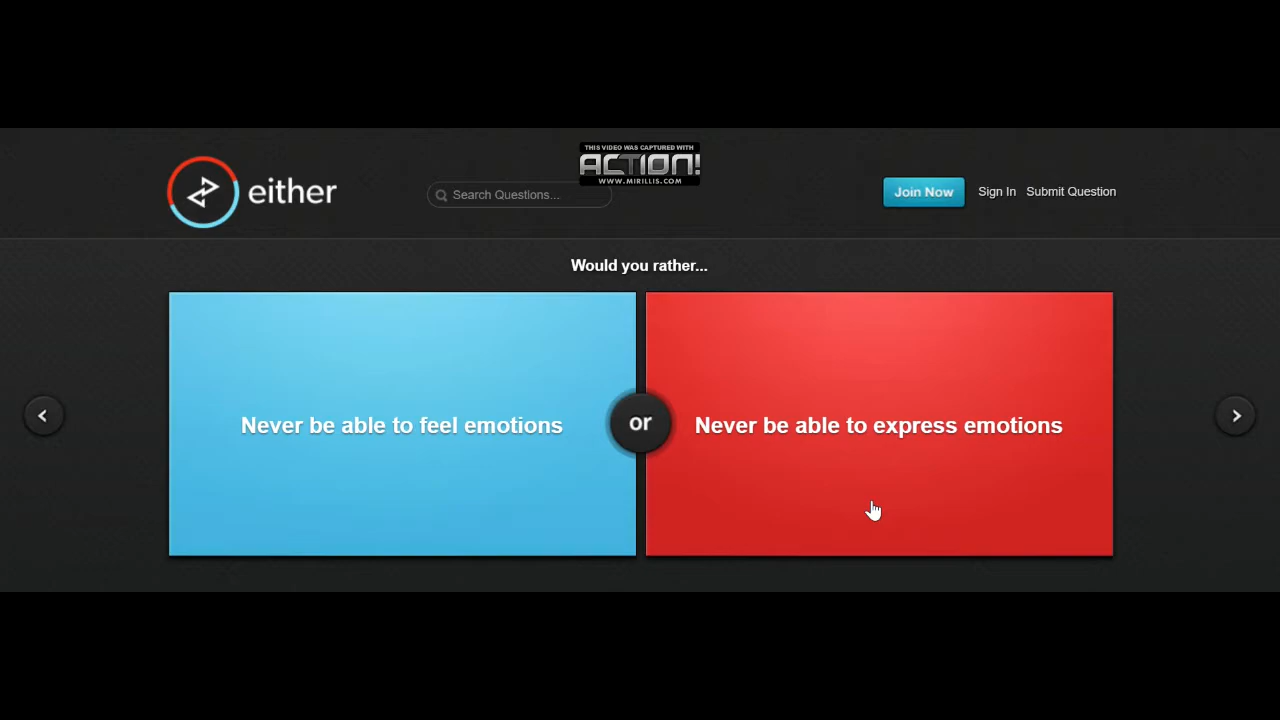 THIS VIDEO WAS CAPTURED WITH
ACTION!
WWW.MIRILLIS.COM
either
Search Questions...
Join Now
Sign In
Submit Question
Would you rather...
Never be able to feel emotions
or
Never be able to express emotions